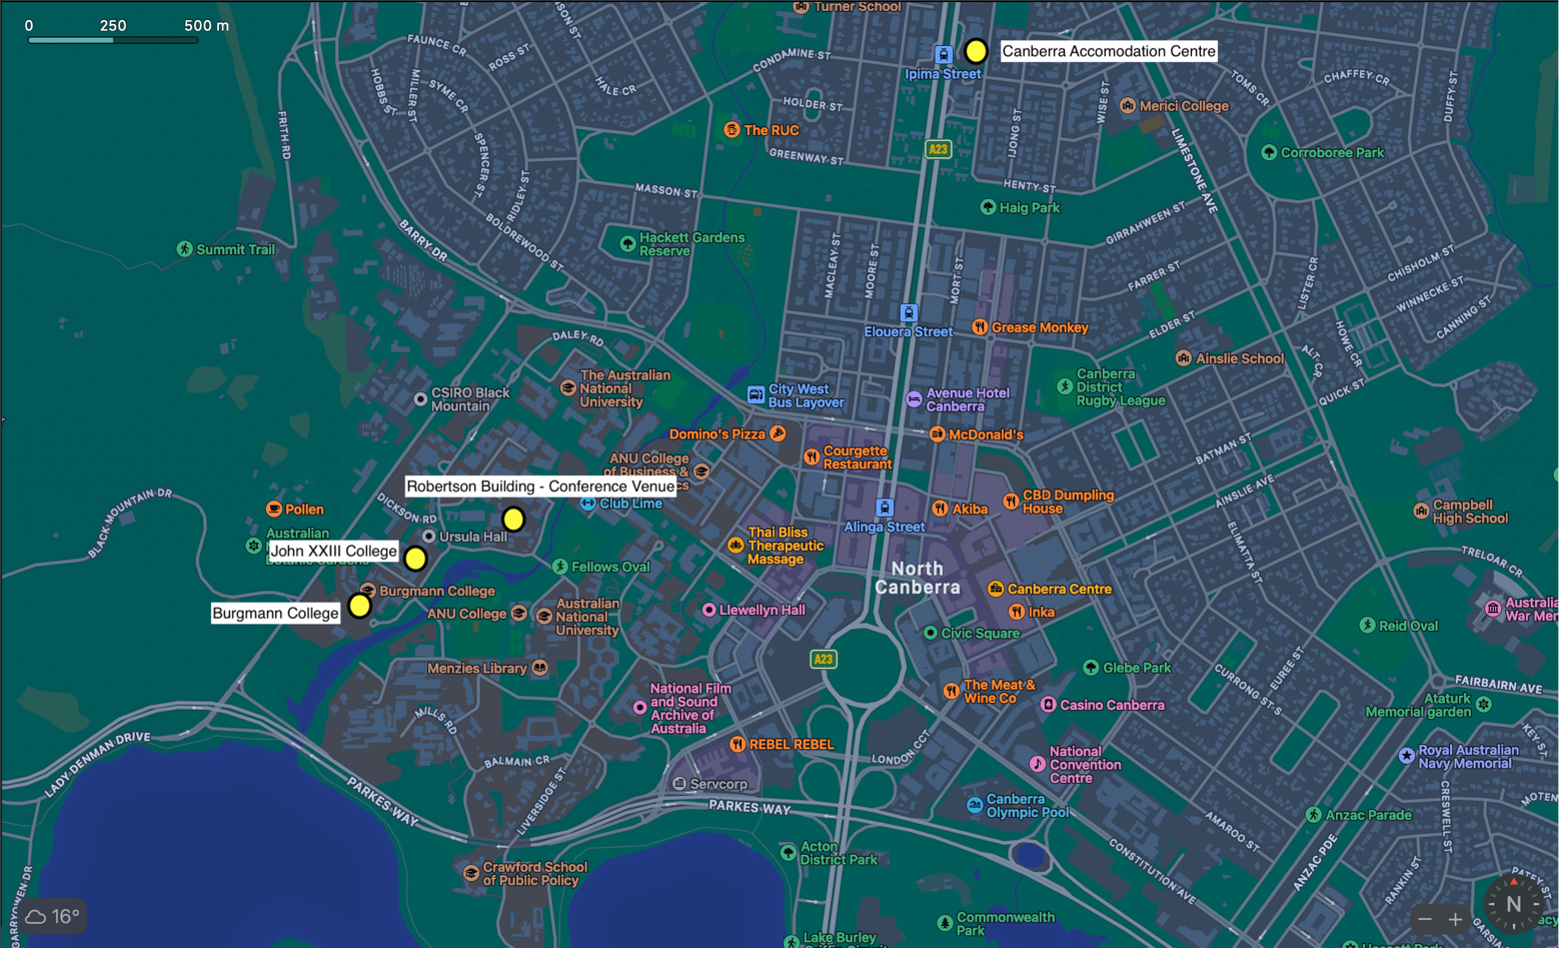 0 250 500 m
Turner School
FAUNCE CR
ROSS ST
HOBBS ST
MILLER ST
SYME CR
HALE CR
CONDAMINE ST
HOLDER ST
Ipima Street
Canberra Accomodation Centre
TOMS CR
CHAFFEY CR
DUFFY ST
WISE ST
Merici College
FRITH RD
The RUC
GREENWAY ST
A23
IJONG ST
LIMESTONE AVE
Corroboree Park
SPENCER ST
RIDLEY ST
MASSON ST
HENTY ST
Haig Park
BOLDREWOOD ST
BARRY DR
Summit Trail
Hackett Gardens
Reserve
MACLEAY ST
MOORE ST
MORT ST
GIRRAHWEEN ST
FARRER ST
CHISHOLM ST
LISTER CR
WINNECKE ST
CANNING ST
Elouera Street
Grease Monkey
ELDER ST
HOWE CR
DALEY RD
Ainslie School
ALT CR
QUICK ST
The Australian
National
University
CSIRO Black
Mountain
City West
Bus Layover
Avenue Hotel
Canberra
Canberra
District
Rugby League
Domino's Pizza
McDonald's
BATMAN ST
ANU College
of Business &
cs
Courgette
Restaurant
Robertson Building - Conference Venue
Club Lime
BLACK MOUNTAIN DR
DICKSON RD
Pollen
Ursula Hall
Akiba
CBD Dumpling
House
AINSLIE AVE
Campbell
High School
Alinga Street
Australian
John XXIII College
Thai Bliss
Therapeutic
Massage
ELIMATTA ST
TRELOAR CR
Fellows Oval
North
Canberra
Burgmann College
Burgmann College
ANU College
Australian
National
University
Llewellyn Hall
Canberra Centre
Inka
Australia
War Mem
Civic Square
Reid Oval
A23
Menzies Library
Glebe Park
EUREE ST
CURRONG ST S
FAIRBAIRN AVE
National Film
and Sound
Archive of
Australia
The Meat &
Wine Co
Casino Canberra
Ataturk
Memorial garden
MILLS RD
LADY DENMAN DRIVE
REBEL REBEL
LONDON CCT
National
Convention
Centre
Royal Australian
Navy Memorial
KEY ST
BALMAIN CR
Servcorp
PARKES WAY
LIVERSIDGE ST
PARKES WAY
Canberra
Olympic Pool
CRESWELL ST
MOTEN
Anzac Parade
AMAROO ST
Acton
District Park
Crawford School
of Public Policy
CONSTITUTION AVE
ANZAC PDE
RANKIN ST
PATEY ST
GARRYOWEN DR
16°
Commonwealth
Park
N
Lake Burley